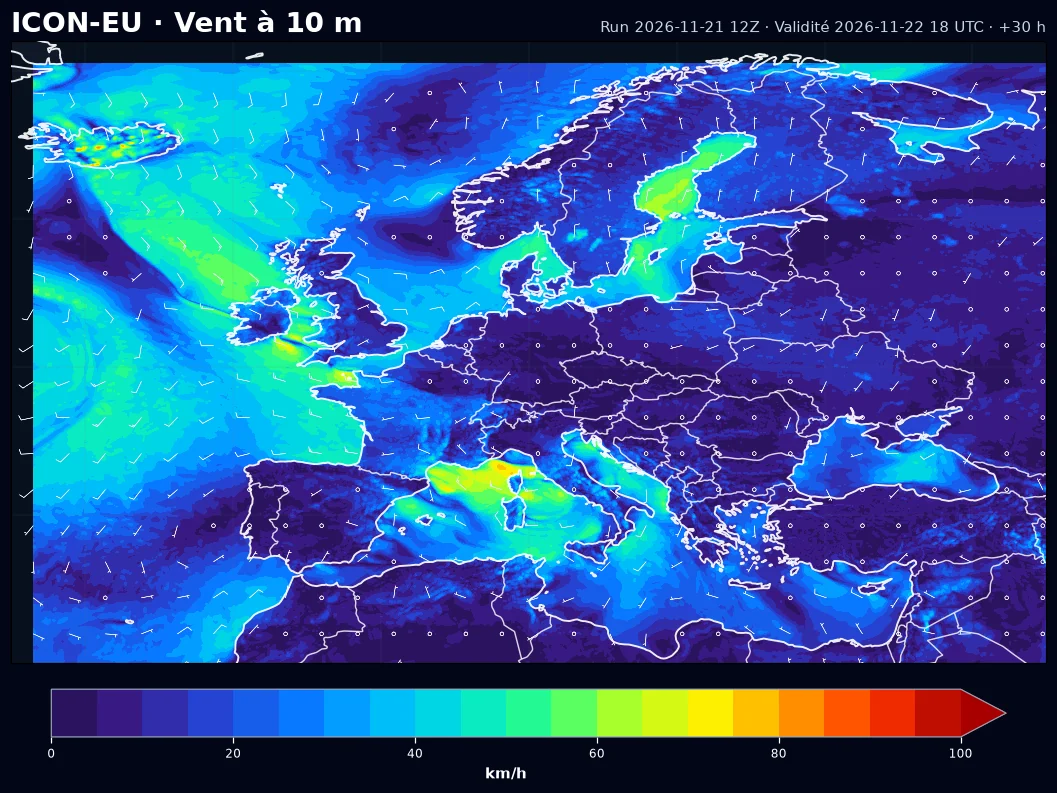 ICON-EU · Vent à 10 m
Run 2026-11-21 12Z · Validité 2026-11-22 18 UTC · +30 h
0 20 40 60 80 100
km/h